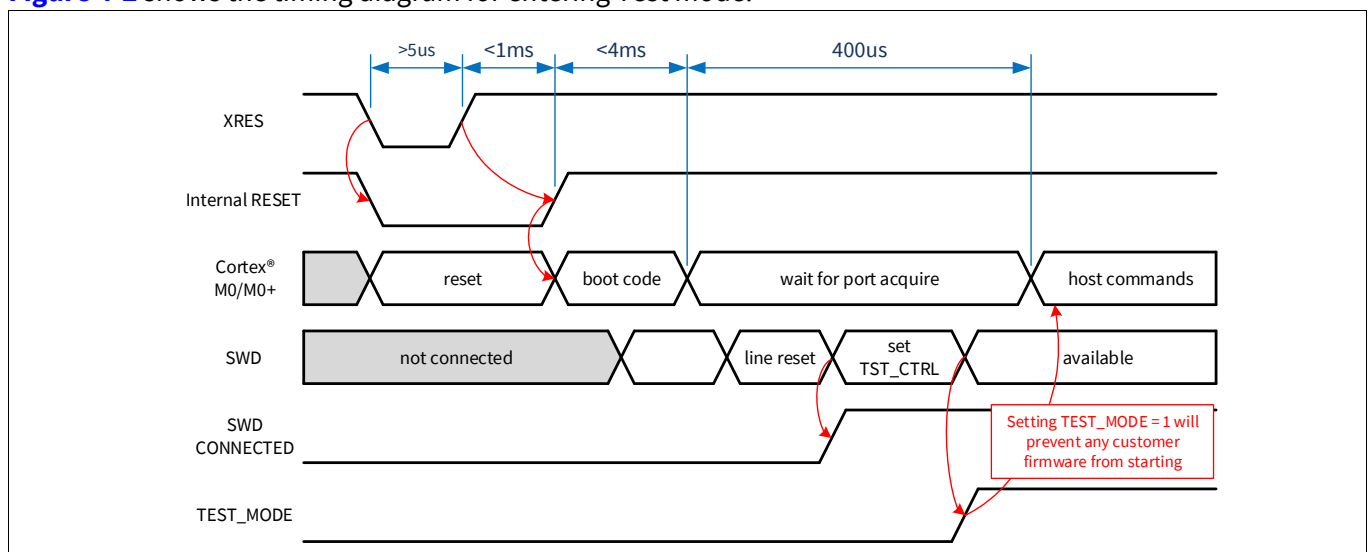 Figure 4-2 shows the timing diagram for entering Test mode.
>5us <1ms <4ms 400us
XRES
Internal RESET
Cortex®
M0/M0+
reset
boot code
wait for port acquire
host commands
SWD
not connected
line reset
set
TST_CTRL
available
SWD
CONNECTED
Setting TEST_MODE = 1 will
prevent any customer
firmware from starting
TEST_MODE